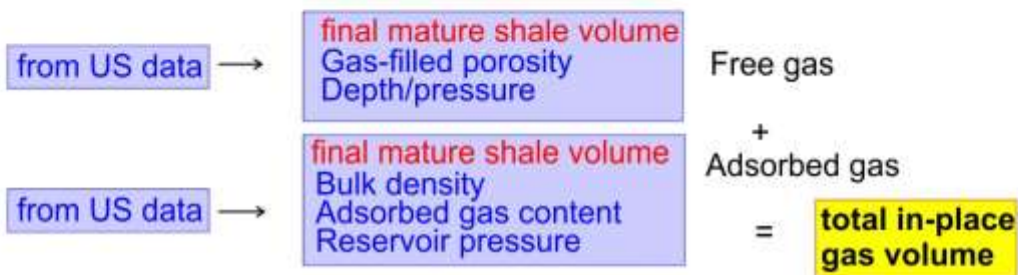 from US data
final mature shale volume
Gas-filled porosity
Depth/pressure
Free gas
+
from US data
final mature shale volume
Bulk density
Adsorbed gas content
Reservoir pressure
Adsorbed gas
=
total in-place
gas volume